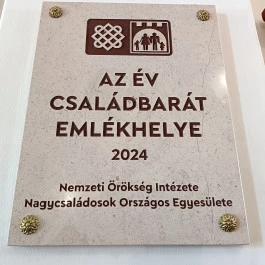 AZ ÉV
CSALÁDBARÁT
EMLÉKHELYE
2024
Nemzeti Örökség Intézete
Nagycsaládosok Országos Egyesülete